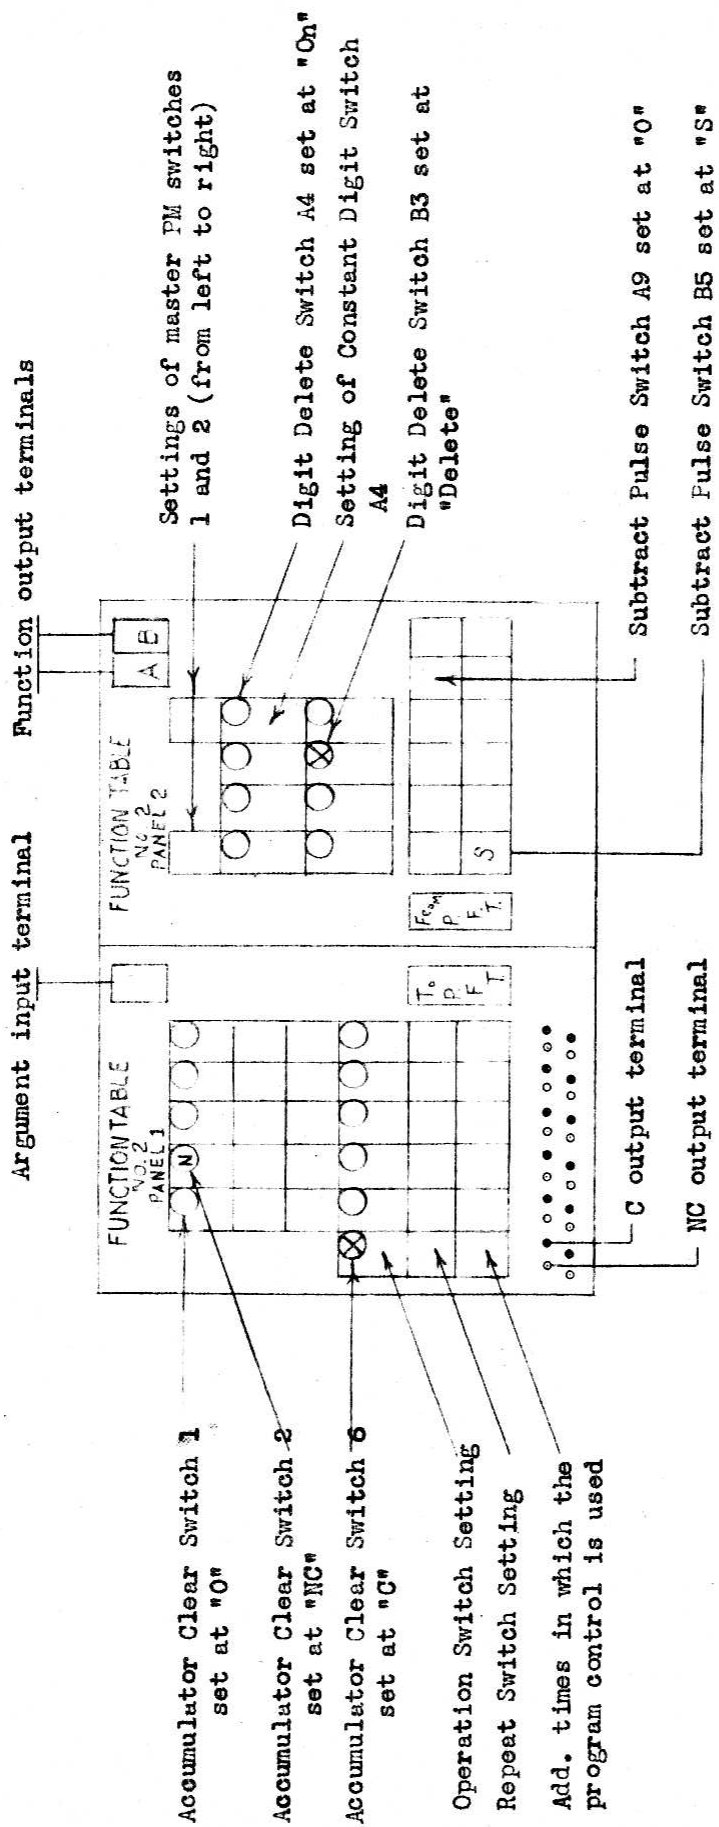 Argument input terminal
Function output terminals
Accumulator Clear Switch 1
set at "O"
Accumulator Clear Switch 2
set at "NC"
Accumulator Clear Switch 6
set at "C"
Operation Switch Setting
Repeat Switch Setting
Add. times in which the
program control is used
FUNCTION TABLE
NO. 2
PANEL 1
N
To
P.
F.
T.
FUNCTION TABLE
No 2
PANEL 2
A B
From
P.
F.
T.
S
Settings of master PM switches
1 and 2 (from left to right)
Digit Delete Switch A4 set at "On"
Setting of Constant Digit Switch
A4
Digit Delete Switch B3 set at
"Delete"
Subtract Pulse Switch A9 set at "O"
Subtract Pulse Switch B5 set at "S"
C output terminal
NC output terminal